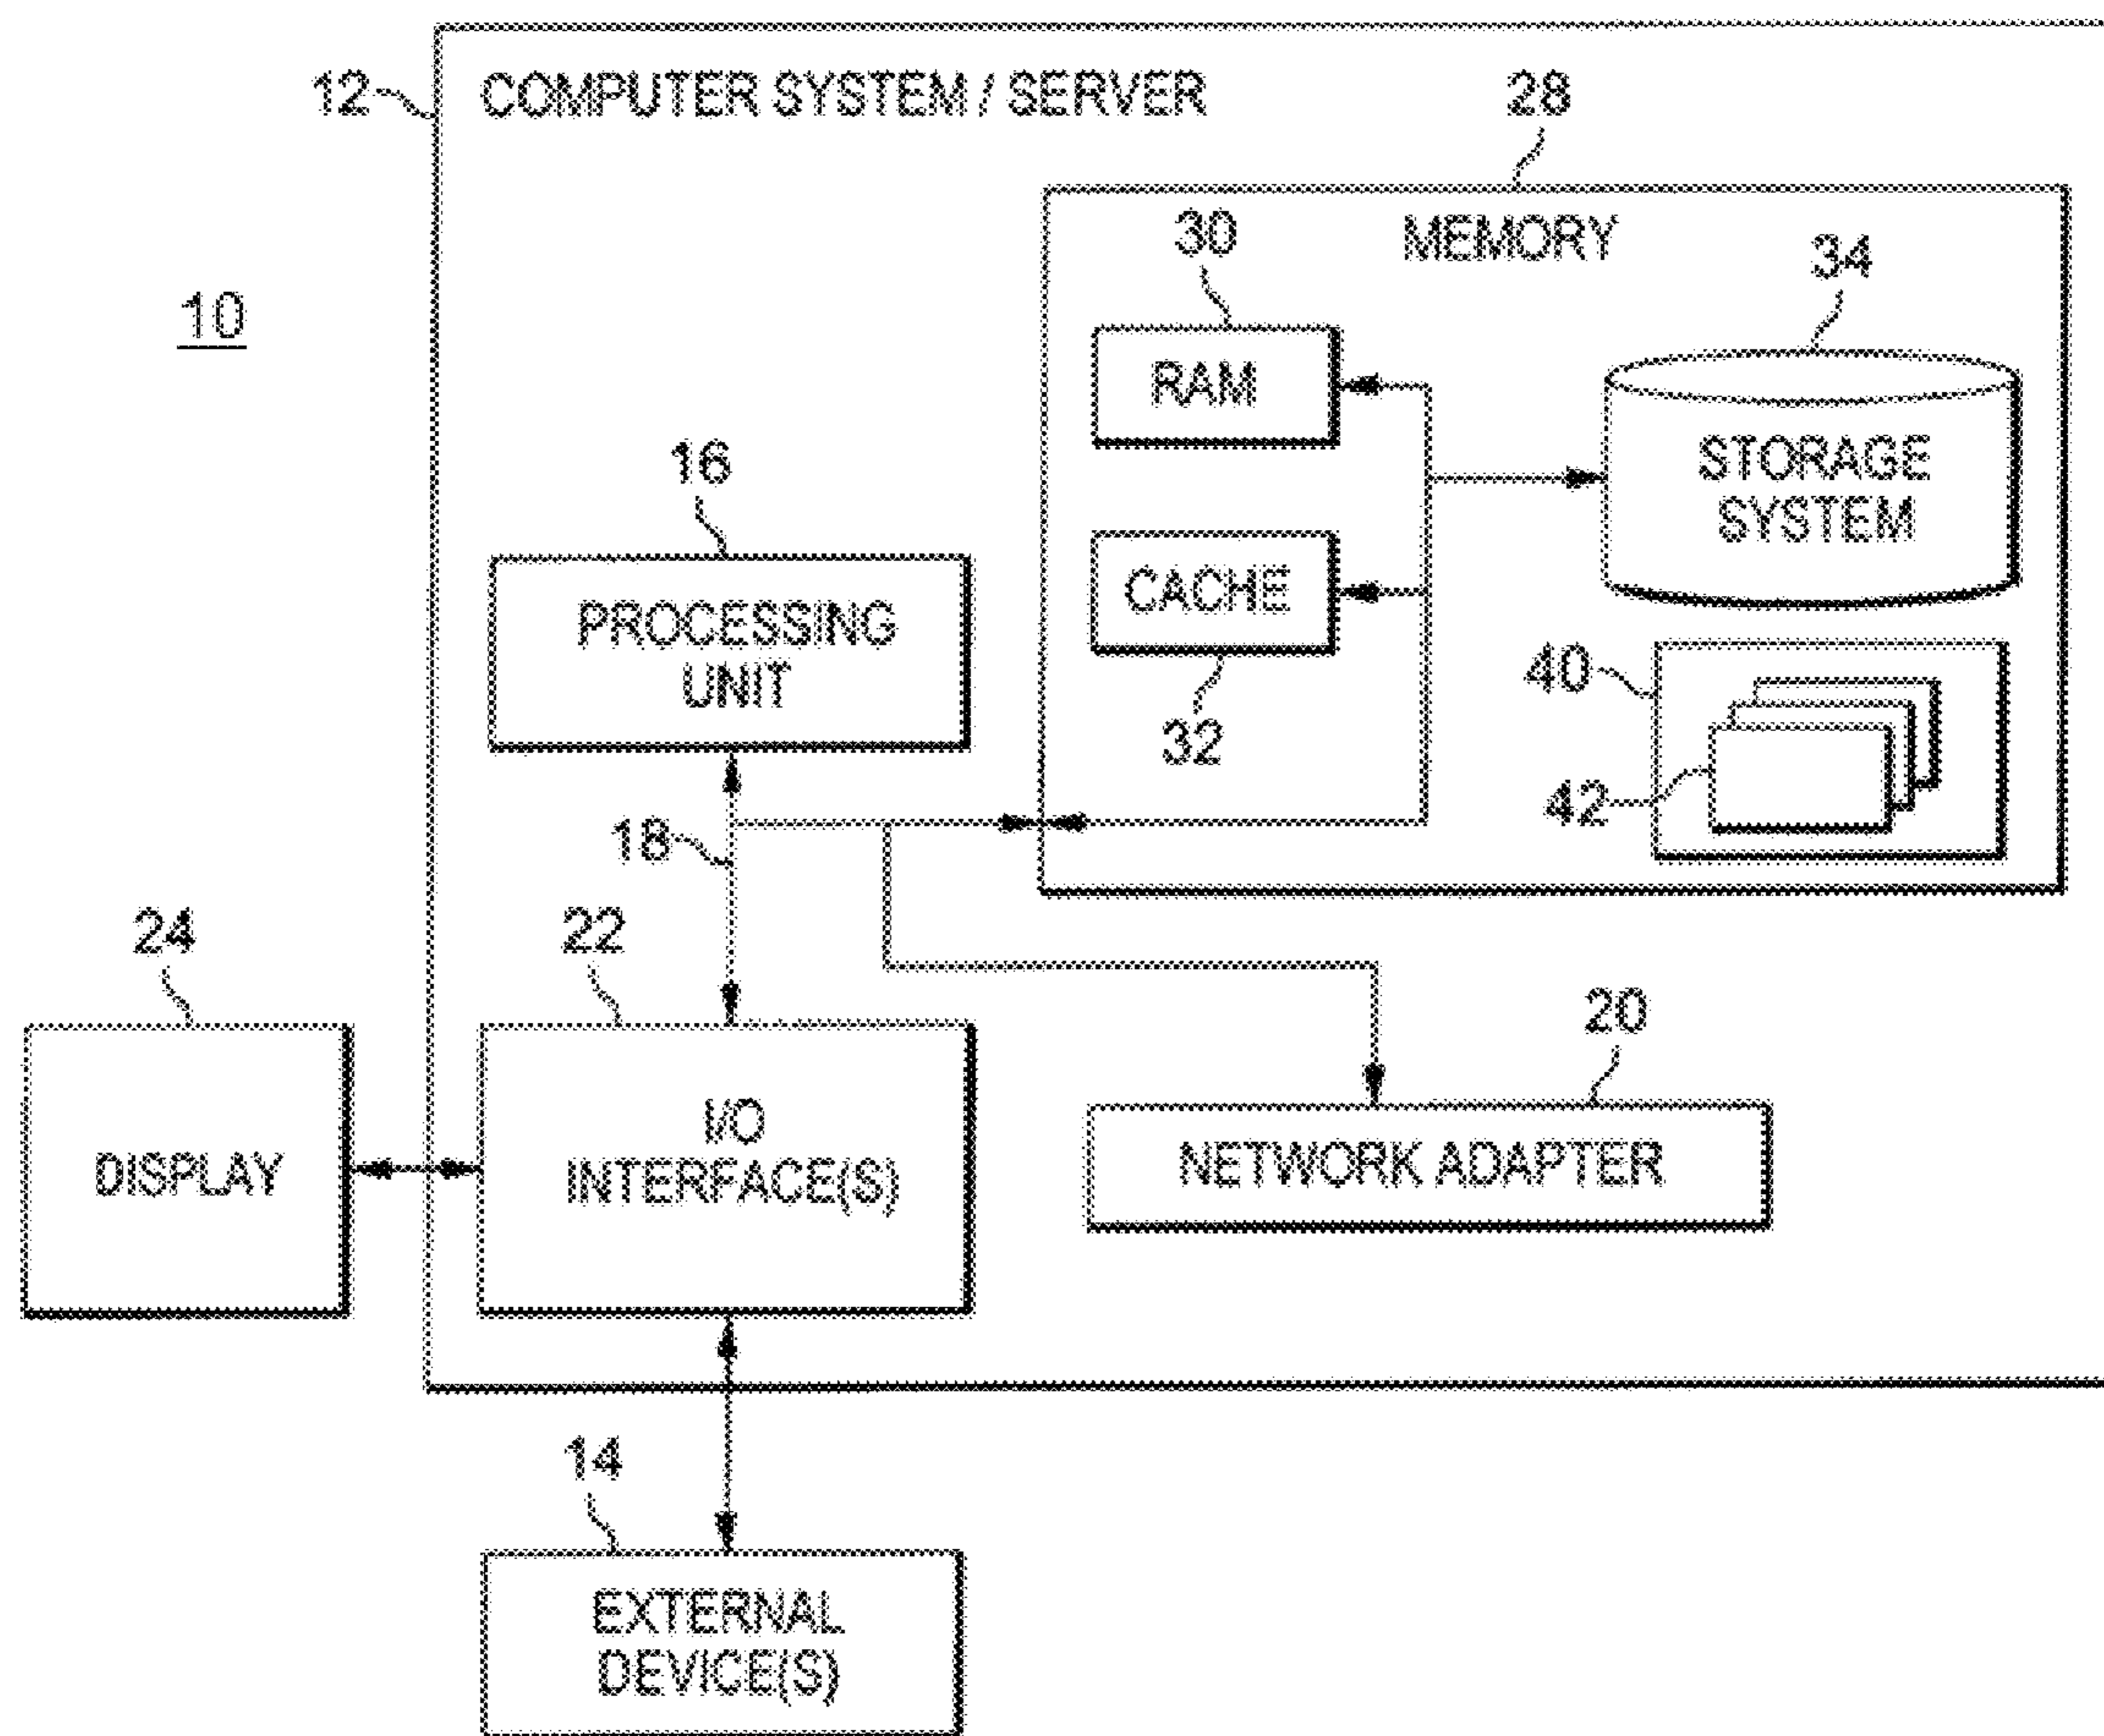 12
COMPUTER SYSTEM / SERVER
28
30
MEMORY
34
10
RAM
16
STORAGE
SYSTEM
CACHE
PROCESSING
UNIT
40
32
42
18
24
22
20
I/O
INTERFACE(S)
DISPLAY
NETWORK ADAPTER
14
EXTERNAL
DEVICE(S)